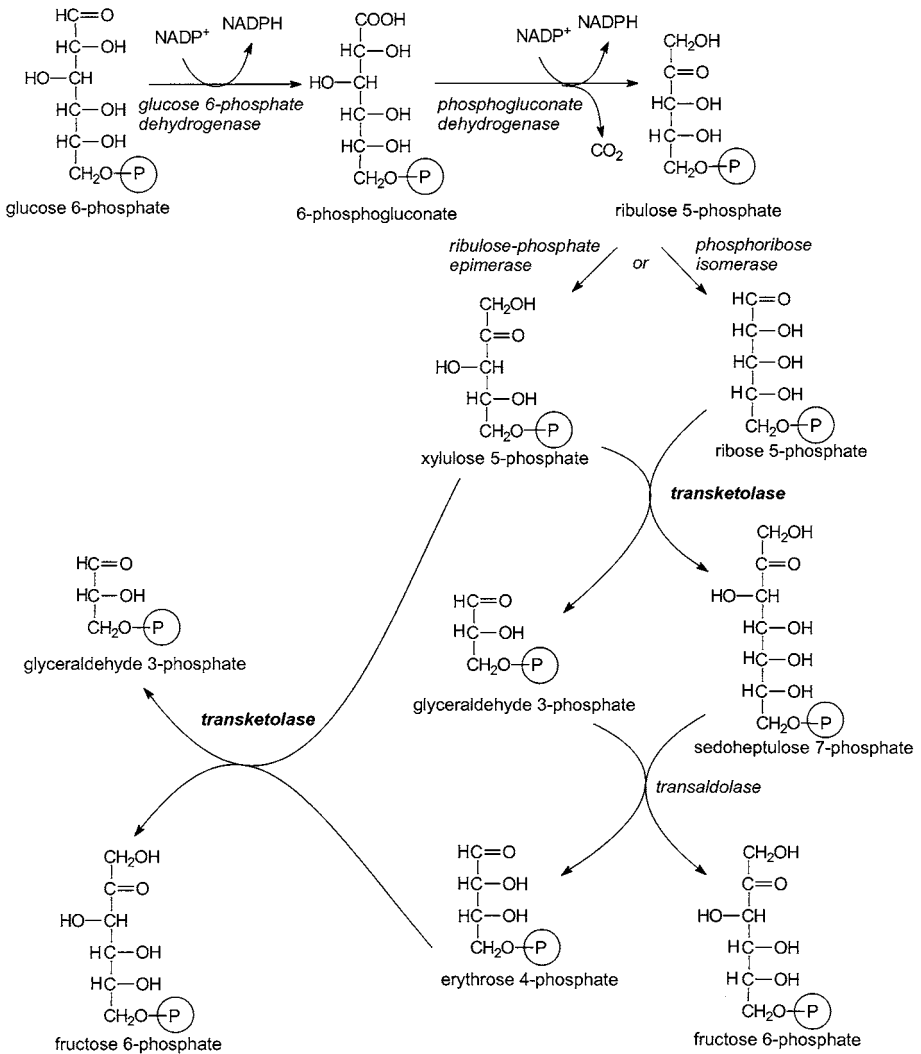 HC=O
HC—OH
HO—CH
HC—OH
HC—OH
CH₂O—P
glucose 6-phosphate
NADP⁺ NADPH
glucose 6-phosphate
dehydrogenase
COOH
HC—OH
HO—CH
HC—OH
HC—OH
CH₂O—P
6-phosphogluconate
NADP⁺ NADPH
phosphogluconate
dehydrogenase
CO₂
CH₂OH
C=O
HC—OH
HC—OH
CH₂O—P
ribulose 5-phosphate
ribulose-phosphate
epimerase
or
phosphoribose
isomerase
CH₂OH
C=O
HO—CH
HC—OH
CH₂O—P
xylulose 5-phosphate
HC=O
HC—OH
HC—OH
HC—OH
CH₂O—P
ribose 5-phosphate
transketolase
HC=O
HC—OH
CH₂O—P
glyceraldehyde 3-phosphate
HC=O
HC—OH
CH₂O—P
glyceraldehyde 3-phosphate
CH₂OH
C=O
HO—CH
HC—OH
HC—OH
HC—OH
CH₂O—P
sedoheptulose 7-phosphate
transketolase
transaldolase
CH₂OH
C=O
HO—CH
HC—OH
HC—OH
CH₂O—P
fructose 6-phosphate
HC=O
HC—OH
HC—OH
CH₂O—P
erythrose 4-phosphate
CH₂OH
C=O
HO—CH
HC—OH
HC—OH
CH₂O—P
fructose 6-phosphate